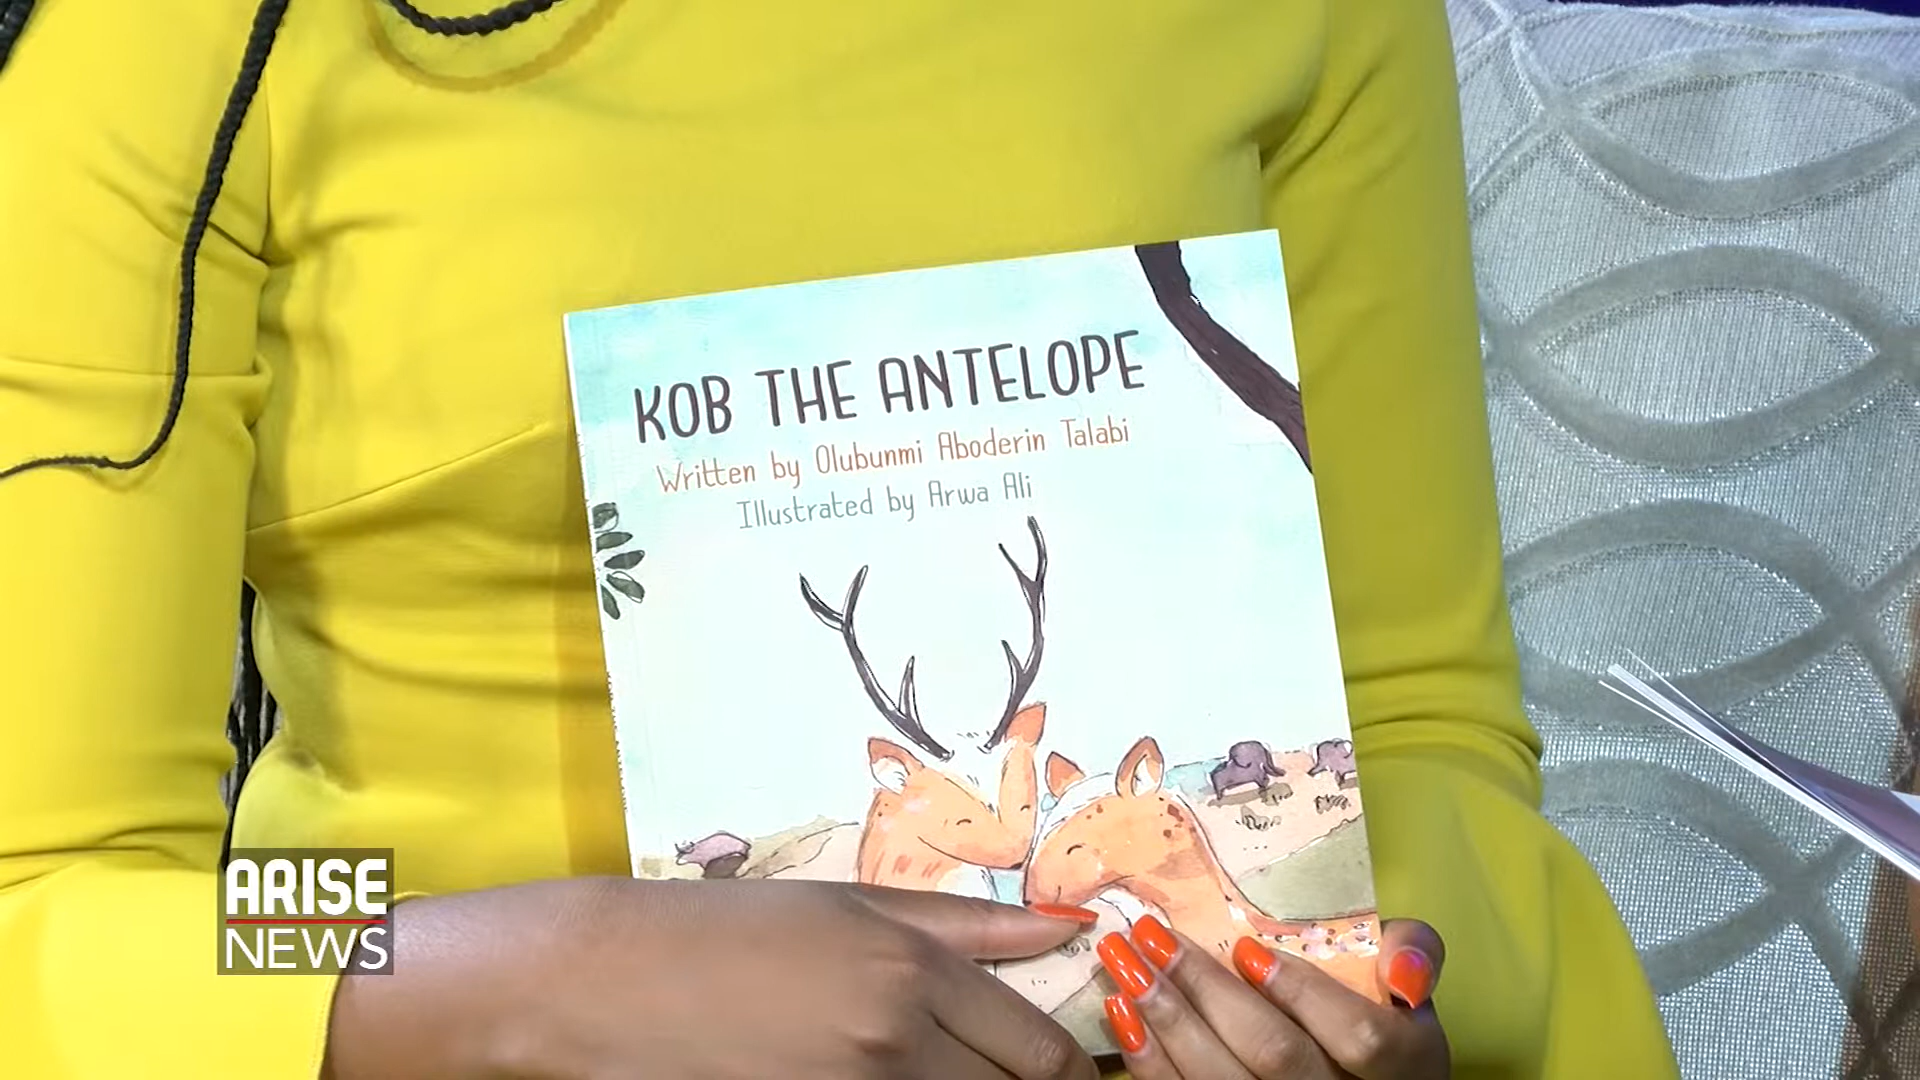 KOB THE ANTELOPE
Written by Olubunmi Aboderin Talabi
Illustrated by Arwa Ali
ARISE
NEWS